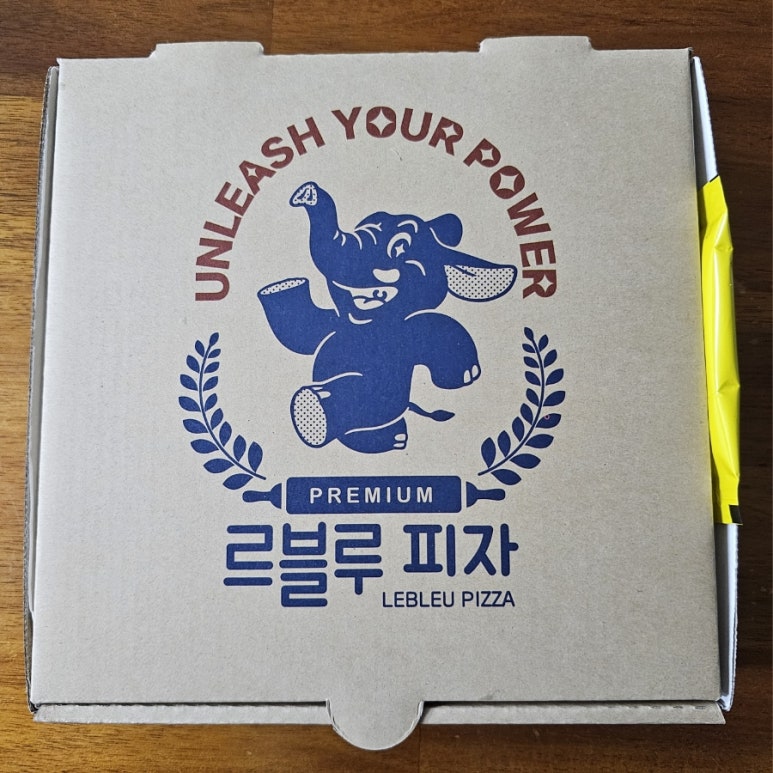 UNLEASH YOUR POWER
PREMIUM
르블루 피자
LEBLEU PIZZA